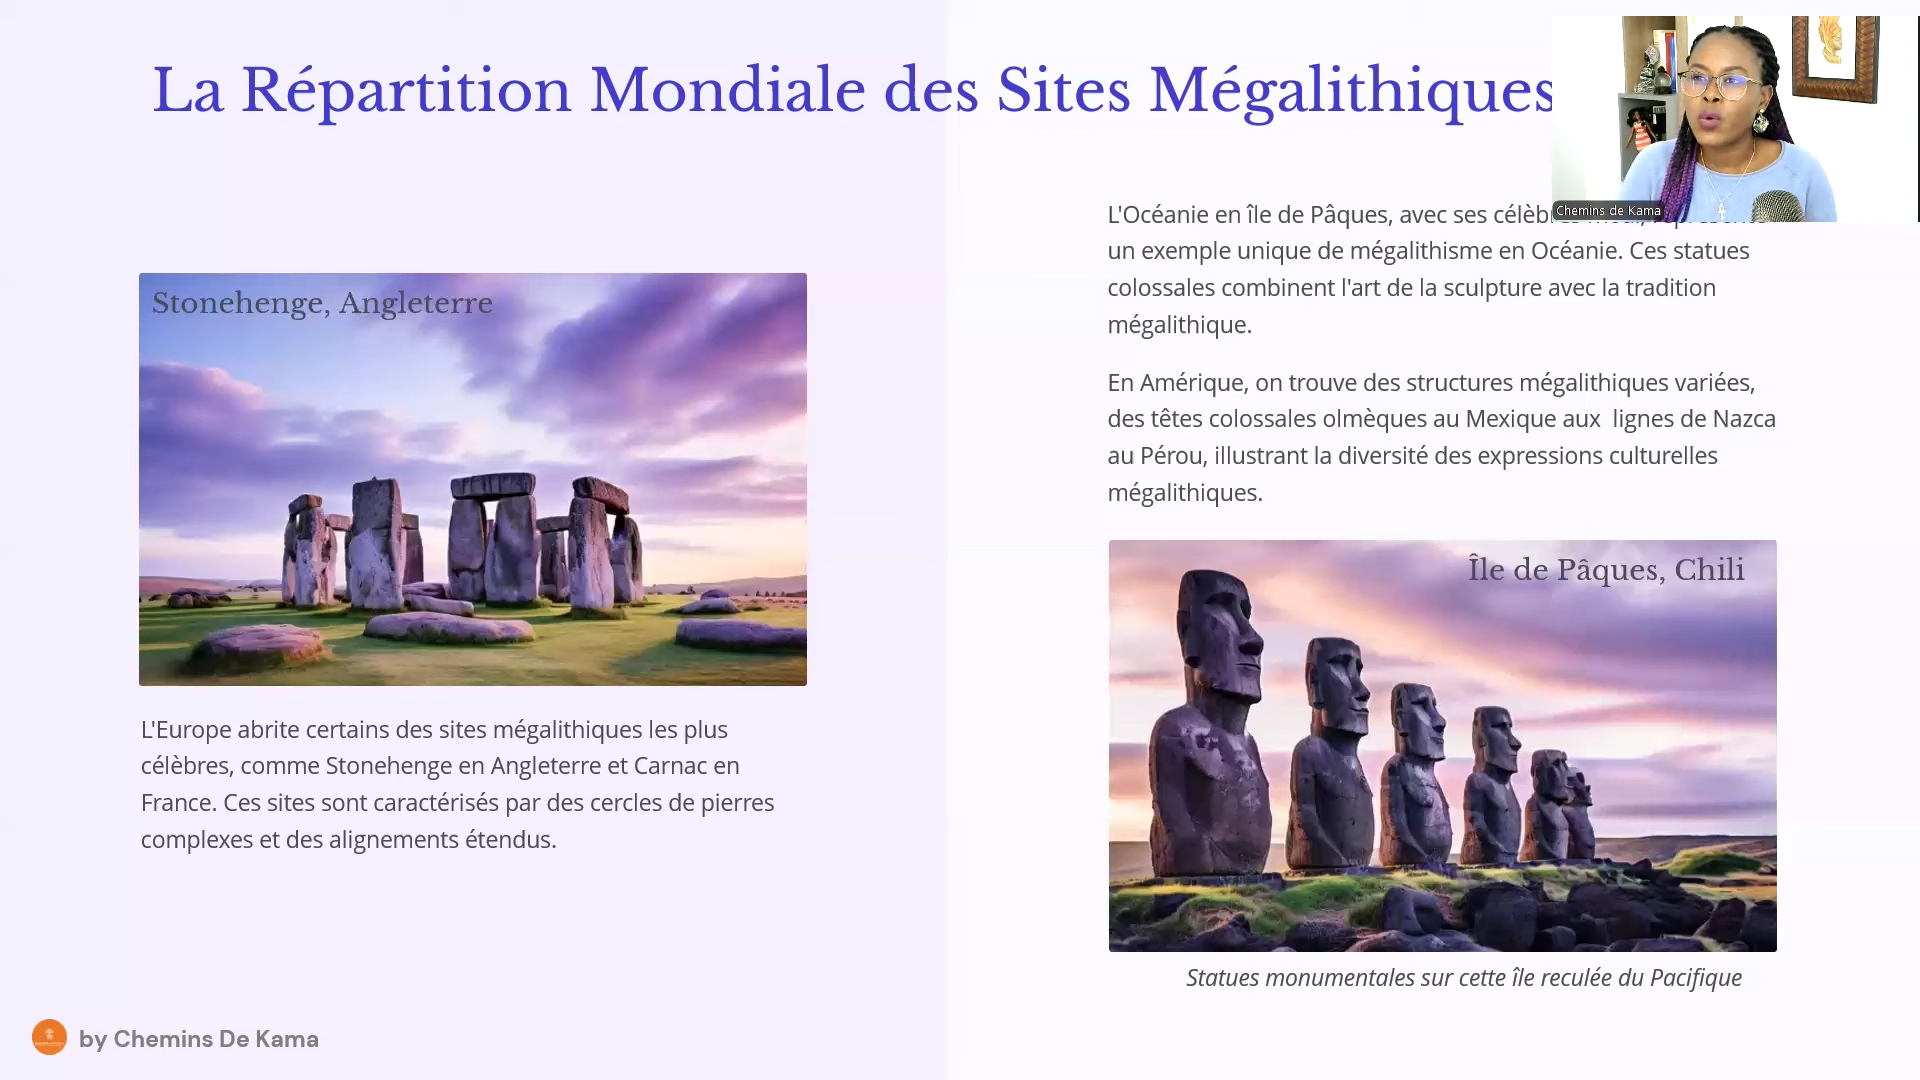 La Répartition Mondiale des Sites Mégalithiques
Chemins de Kama
Stonehenge, Angleterre
L'Europe abrite certains des sites mégalithiques les plus
célèbres, comme Stonehenge en Angleterre et Carnac en
France. Ces sites sont caractérisés par des cercles de pierres
complexes et des alignements étendus.
L'Océanie en île de Pâques, avec ses
un exemple unique de mégalithisme en Océanie. Ces statues
colossales combinent l'art de la sculpture avec la tradition
mégalithique.
En Amérique, on trouve des structures mégalithiques variées,
des têtes colossales olmèques au Mexique aux lignes de Nazca
au Pérou, illustrant la diversité des expressions culturelles
mégalithiques.
Île de Pâques, Chili
Statues monumentales sur cette île reculée du Pacifique
by Chemins De Kama